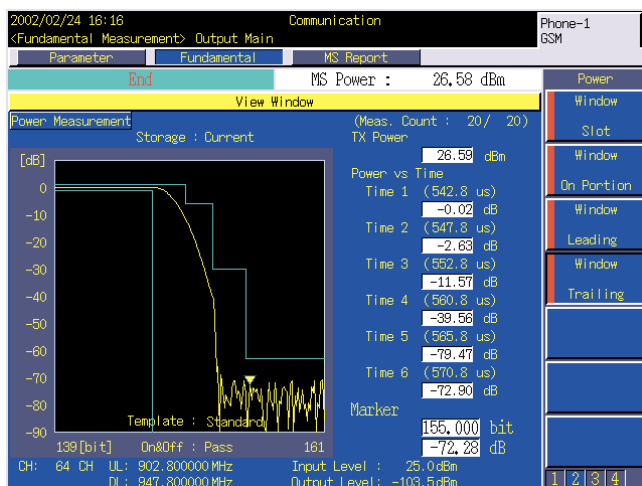 2002/02/24 16:16 Communication Phone-1
<Fundamental Measurement> Output Main GSM
Parameter Fundamental MS Report
End MS Power : 26.58 dBm Power
View Window
Window
Slot
Window
On Portion
Window
Leading
Window
Trailing
Power Measurement (Meas. Count : 20/ 20)
Storage : Current
TX Power
26.59 dBm
Power vs Time
Time 1 (542.8 us)
-0.02 dB
Time 2 (547.8 us)
-2.63 dB
Time 3 (552.8 us)
-11.57 dB
Time 4 (560.8 us)
-39.56 dB
Time 5 (565.8 us)
-79.47 dB
Time 6 (570.8 us)
-72.90 dB
Marker
155.000 bit
-72.28 dB
[dB]
0
-10
-20
-30
-40
-50
-60
-70
-80
-90
Template : Standard
139[bit] On&Off : Pass 161
CH: 64 CH UL: 902.800000MHz Input Level : 25.0dBm
DL: 947.800000MHz Output Level: -103.5dBm
1 2 3 4